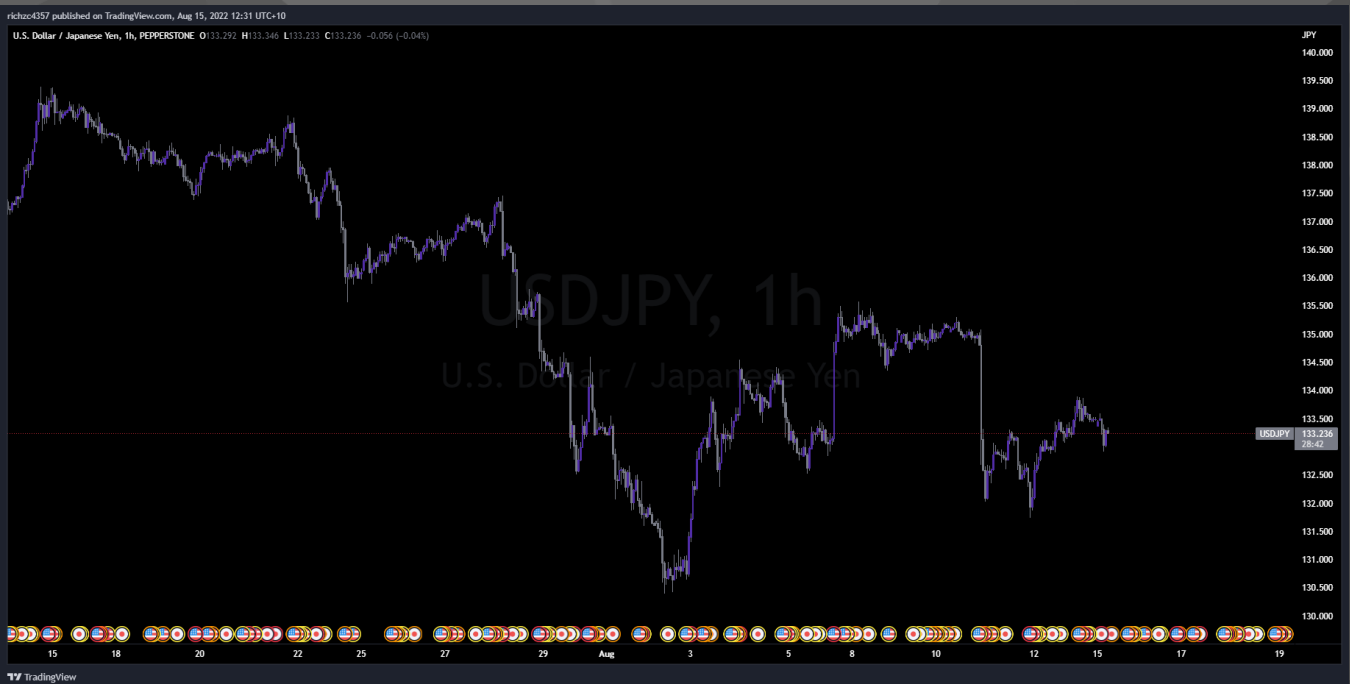 richzc4357 published on TradingView.com, Aug 15, 2022 12:31 UTC+10
U.S. Dollar / Japanese Yen, 1h, PEPPERSTONE O133.292 H133.346 L133.233 C133.236 −0.056 (−0.04%)
JPY
140.000
139.500
139.000
138.500
138.000
137.500
137.000
136.500
136.000
USDJPY, 1h
135.500
135.000
134.500
U.S. Dollar / Japanese Yen
134.000
133.500
USDJPY 133.236
28:42
132.500
132.000
131.500
131.000
130.500
130.000
15 18 20 22 25 27 29 Aug 3 5 8 10 12 15 17 19
TradingView